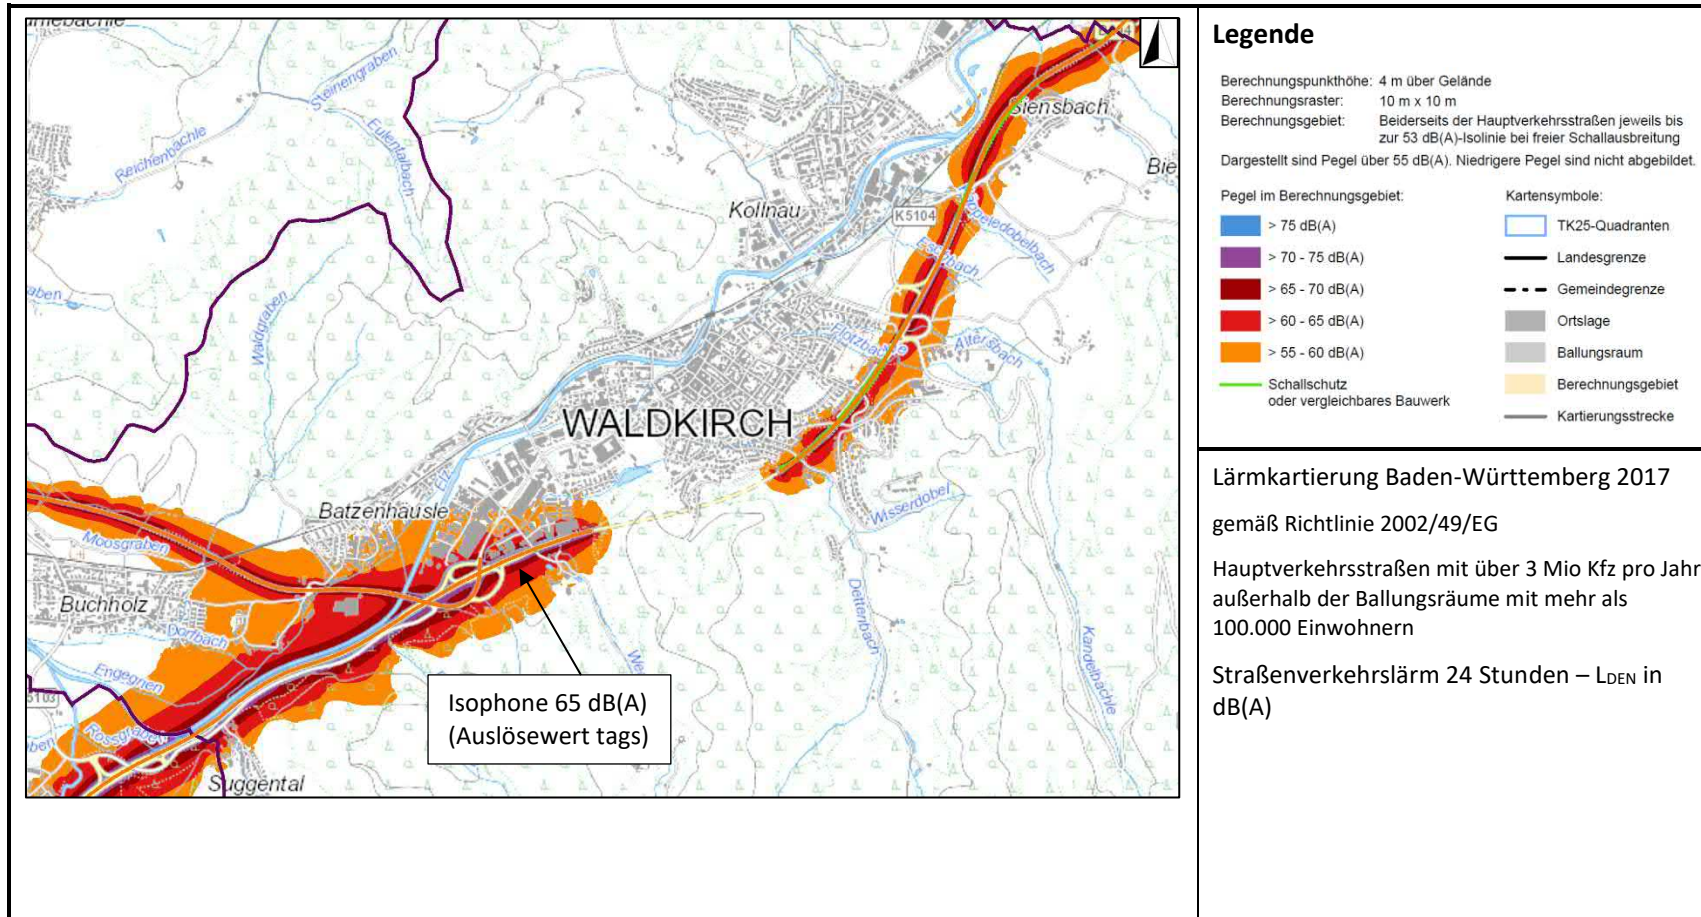 umebächle
Steinengraben
Reichenbächle
Eulentalbach
Siensbach
Bie
Kollnau
K5104
Waldgraben
WALDKIRCH
Altersbach
Batzenhäusle
Elz
Moosgraben
Buchholz
Dorfbach
Engegrien
5103
Rossgraben
Suggental
Wisserdobel
Dettenbach
Kandelbächle
Isophone 65 dB(A)
(Auslösewert tags)
Legende
Berechnungspunkthöhe: 4 m über Gelände
Berechnungsraster: 10 m x 10 m
Berechnungsgebiet: Beiderseits der Hauptverkehrsstraßen jeweils bis
zur 53 dB(A)-Isolinie bei freier Schallausbreitung
Dargestellt sind Pegel über 55 dB(A). Niedrigere Pegel sind nicht abgebildet.
Pegel im Berechnungsgebiet:
> 75 dB(A)
> 70 - 75 dB(A)
> 65 - 70 dB(A)
> 60 - 65 dB(A)
> 55 - 60 dB(A)
Schallschutz
oder vergleichbares Bauwerk
Kartensymbole:
TK25-Quadranten
Landesgrenze
Gemeindegrenze
Ortslage
Ballungsraum
Berechnungsgebiet
Kartierungsstrecke
Lärmkartierung Baden-Württemberg 2017
gemäß Richtlinie 2002/49/EG
Hauptverkehrsstraßen mit über 3 Mio Kfz pro Jahr
außerhalb der Ballungsräume mit mehr als
100.000 Einwohnern
Straßenverkehrslärm 24 Stunden – LDEN in
dB(A)